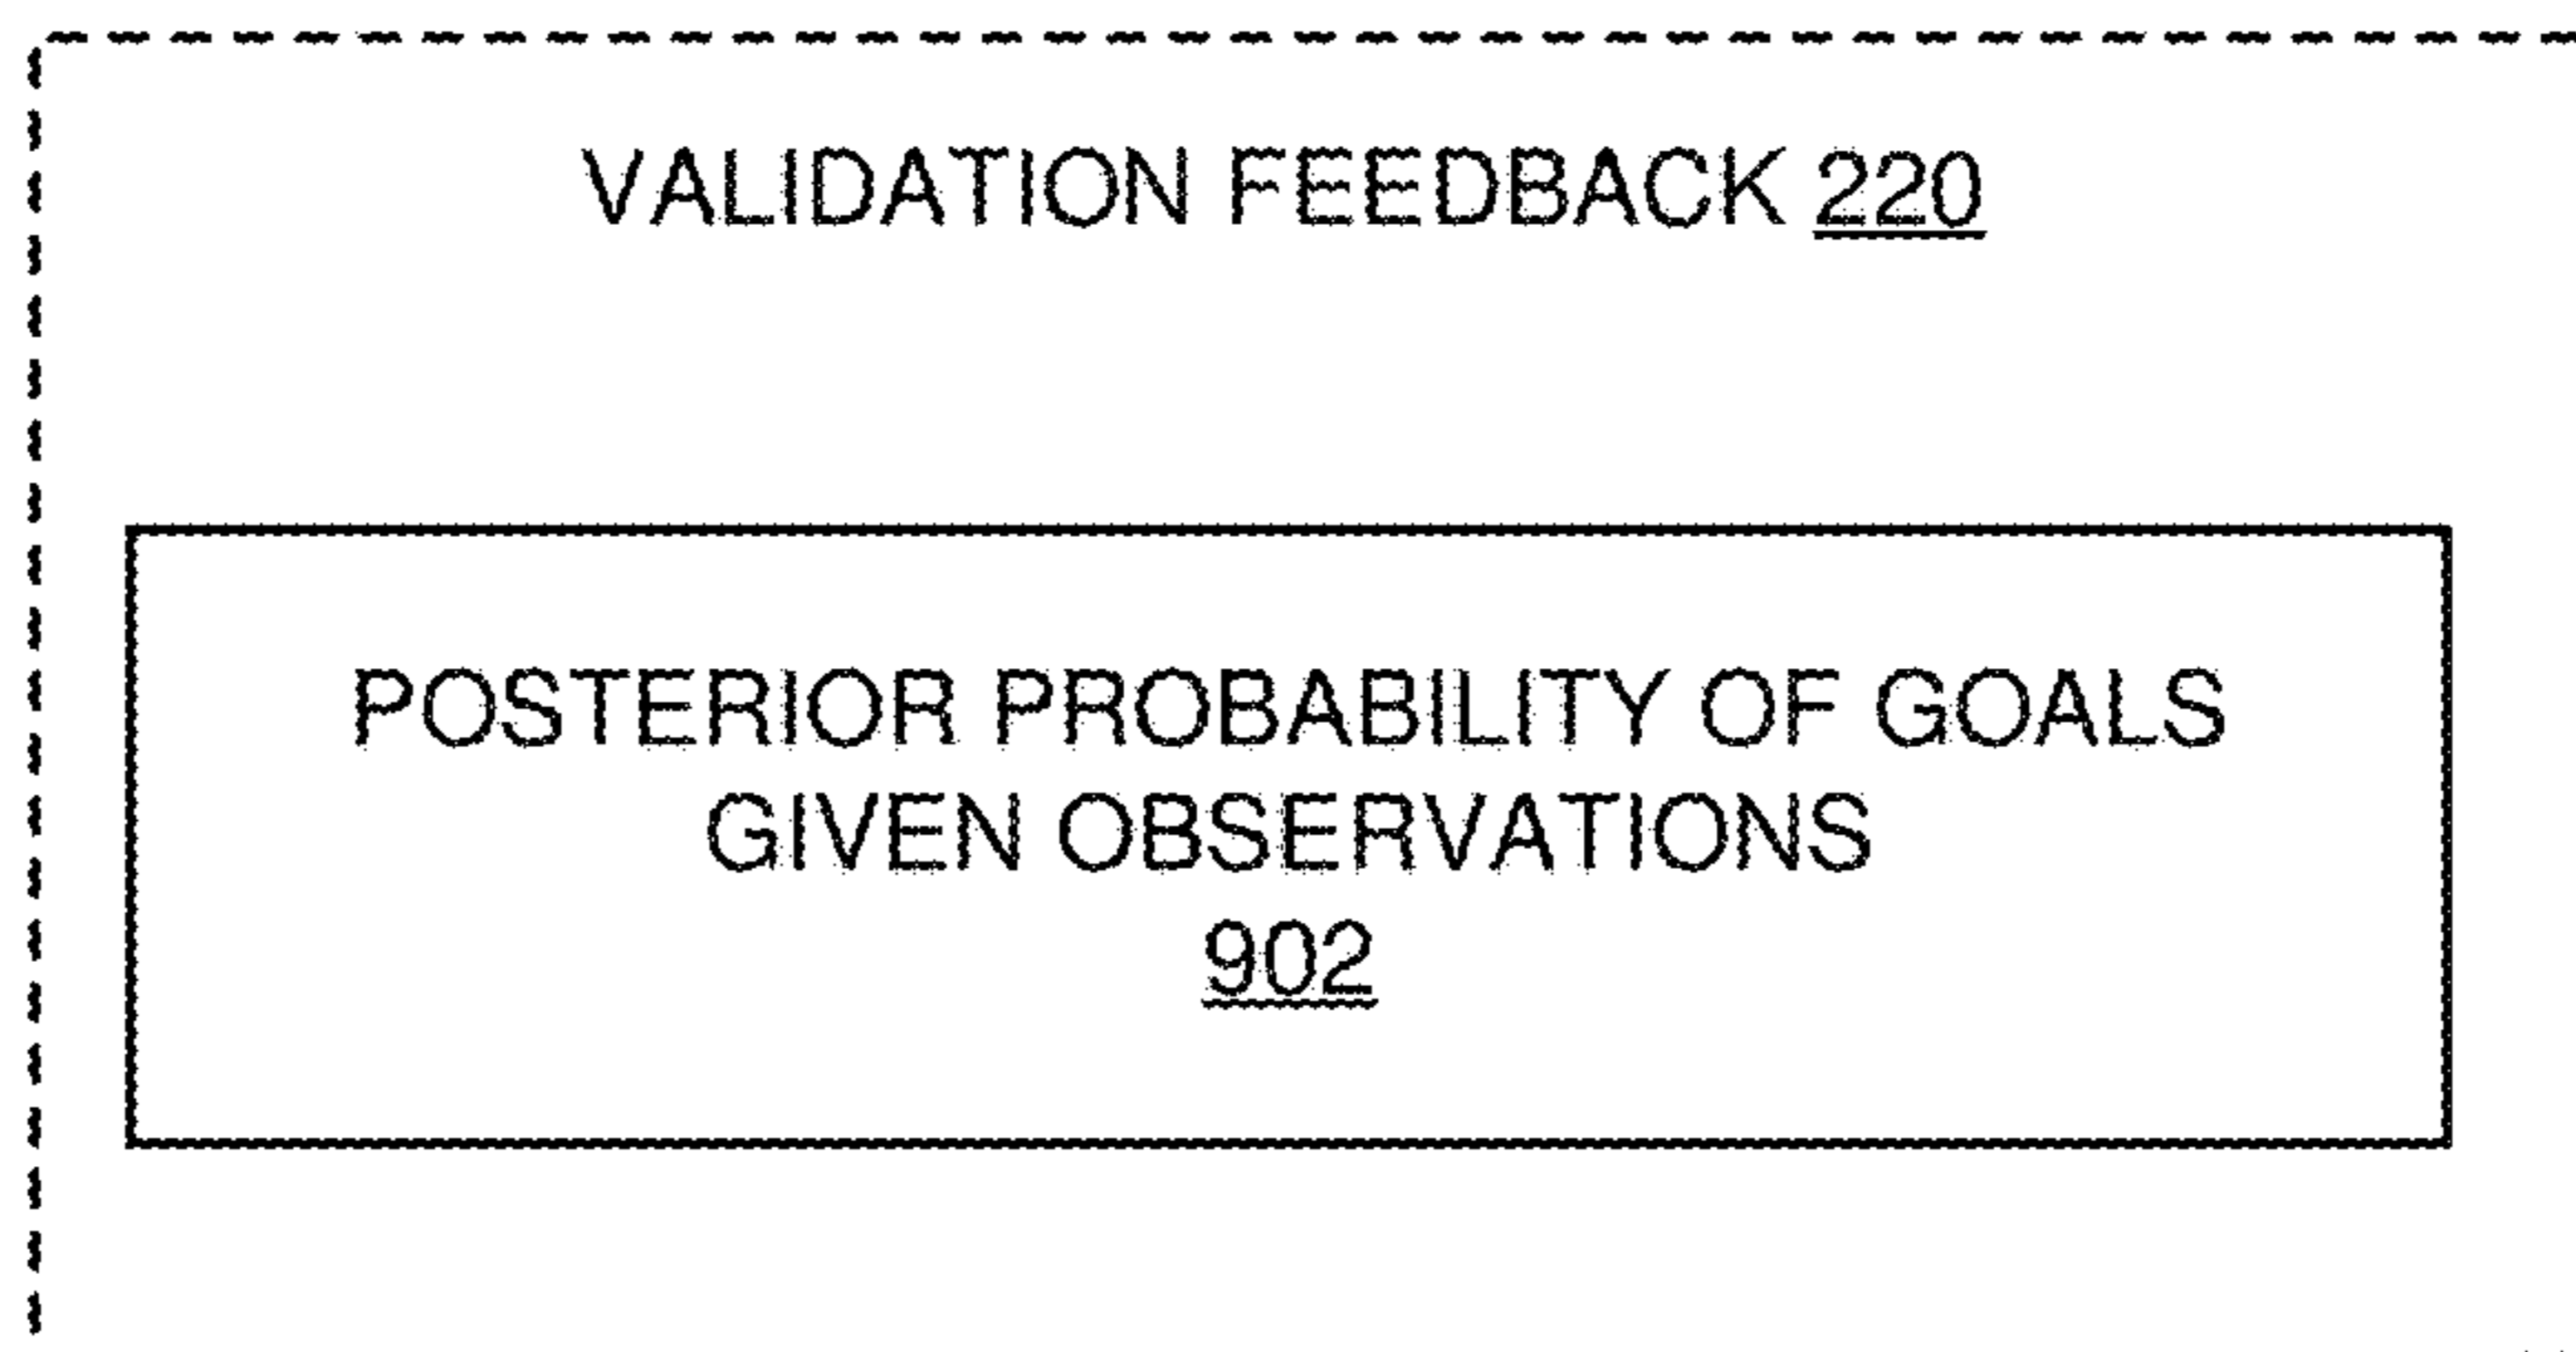 VALIDATION FEEDBACK 220
POSTERIOR PROBABILITY OF GOALS
GIVEN OBSERVATIONS
902